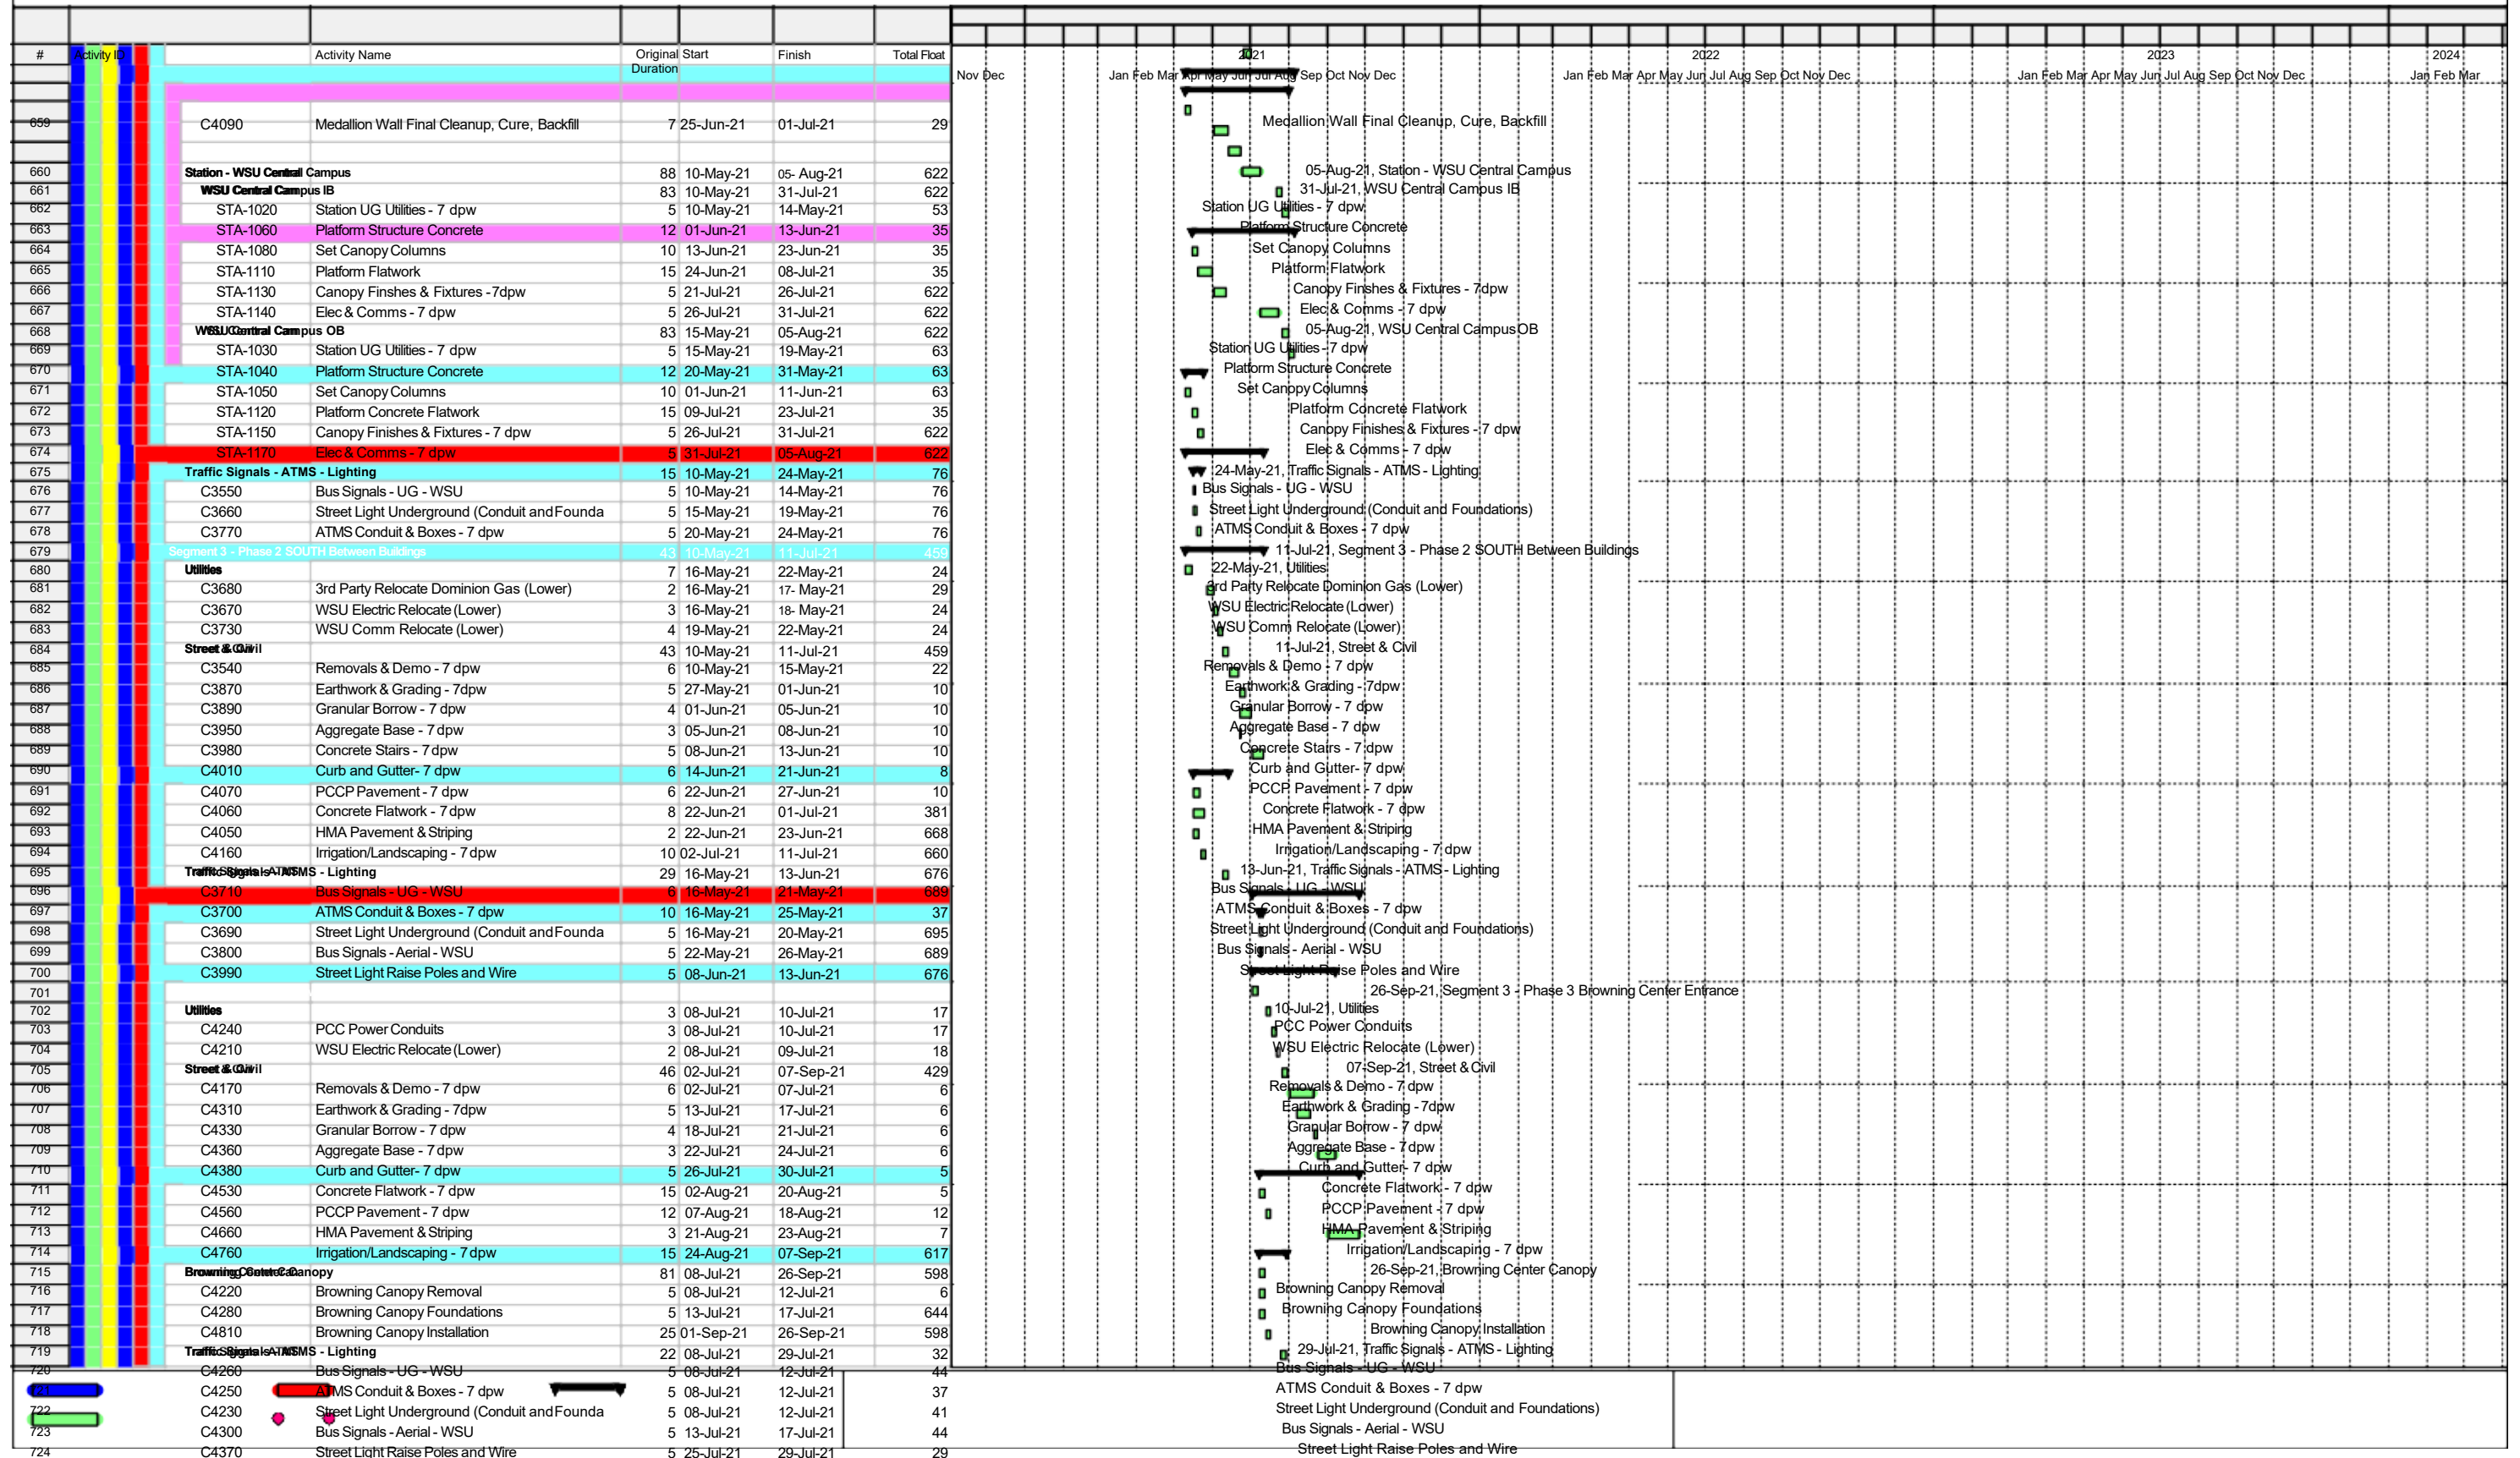 2021 2022 2023 2024
# Activity ID Activity Name Original Duration Start Finish Total Float
Nov Dec Jan Feb Mar Apr May Jun Jul Aug Sep Oct Nov Dec Jan Feb Mar Apr May Jun Jul Aug Sep Oct Nov Dec Jan Feb Mar Apr May Jun Jul Aug Sep Oct Nov Dec Jan Feb Mar
659 C4090 Medallion Wall Final Cleanup, Cure, Backfill 7 25-Jun-21 01-Jul-21 29 Medallion Wall Final Cleanup, Cure, Backfill
660 Station - WSU Central Campus 88 10-May-21 05- Aug-21 622 05-Aug-21, Station - WSU Central Campus
661 WSU Central Campus IB 83 10-May-21 31-Jul-21 622 31-Jul-21, WSU Central Campus IB
662 STA-1020 Station UG Utilities - 7 dpw 5 10-May-21 14-May-21 53 Station UG Utilities - 7 dpw
663 STA-1060 Platform Structure Concrete 12 01-Jun-21 13-Jun-21 35 Platform Structure Concrete
664 STA-1080 Set Canopy Columns 10 13-Jun-21 23-Jun-21 35 Set Canopy Columns
665 STA-1110 Platform Flatwork 15 24-Jun-21 08-Jul-21 35 Platform Flatwork
666 STA-1130 Canopy Finshes & Fixtures -7dpw 5 21-Jul-21 26-Jul-21 622 Canopy Finshes & Fixtures - 7dpw
667 STA-1140 Elec & Comms - 7 dpw 5 26-Jul-21 31-Jul-21 622 Elec & Comms - 7 dpw
668 WSU Central Campus OB 83 15-May-21 05-Aug-21 622 05-Aug-21, WSU Central Campus OB
669 STA-1030 Station UG Utilities - 7 dpw 5 15-May-21 19-May-21 63 Station UG Utilities - 7 dpw
670 STA-1040 Platform Structure Concrete 12 20-May-21 31-May-21 63 Platform Structure Concrete
671 STA-1050 Set Canopy Columns 10 01-Jun-21 11-Jun-21 63 Set Canopy Columns
672 STA-1120 Platform Concrete Flatwork 15 09-Jul-21 23-Jul-21 35 Platform Concrete Flatwork
673 STA-1150 Canopy Finishes & Fixtures - 7 dpw 5 26-Jul-21 31-Jul-21 622 Canopy Finishes & Fixtures - 7 dpw
674 STA-1170 Elec & Comms - 7 dpw 5 31-Jul-21 05-Aug-21 622 Elec & Comms - 7 dpw
675 Traffic Signals - ATMS - Lighting 15 10-May-21 24-May-21 76 24-May-21, Traffic Signals - ATMS - Lighting
676 C3550 Bus Signals - UG - WSU 5 10-May-21 14-May-21 76 Bus Signals - UG - WSU
677 C3660 Street Light Underground (Conduit and Founda 5 15-May-21 19-May-21 76 Street Light Underground (Conduit and Foundations)
678 C3770 ATMS Conduit & Boxes - 7 dpw 5 20-May-21 24-May-21 76 ATMS Conduit & Boxes - 7 dpw
679 Segment 3 - Phase 2 SOUTH Between Buildings 43 10-May-21 11-Jul-21 459 11-Jul-21, Segment 3 - Phase 2 SOUTH Between Buildings
680 Utilities 7 16-May-21 22-May-21 24 22-May-21, Utilities
681 C3680 3rd Party Relocate Dominion Gas (Lower) 2 16-May-21 17- May-21 29 3rd Party Relocate Dominion Gas (Lower)
682 C3670 WSU Electric Relocate (Lower) 3 16-May-21 18- May-21 24 WSU Electric Relocate (Lower)
683 C3730 WSU Comm Relocate (Lower) 4 19-May-21 22-May-21 24 WSU Comm Relocate (Lower)
684 Street & Civil 43 10-May-21 11-Jul-21 459 11-Jul-21, Street & Civil
685 C3540 Removals & Demo - 7 dpw 6 10-May-21 15-May-21 22 Removals & Demo - 7 dpw
686 C3870 Earthwork & Grading - 7dpw 5 27-May-21 01-Jun-21 10 Earthwork & Grading - 7dpw
687 C3890 Granular Borrow - 7 dpw 4 01-Jun-21 05-Jun-21 10 Granular Borrow - 7 dpw
688 C3950 Aggregate Base - 7 dpw 3 05-Jun-21 08-Jun-21 10 Aggregate Base - 7 dpw
689 C3980 Concrete Stairs - 7 dpw 5 08-Jun-21 13-Jun-21 10 Concrete Stairs - 7 dpw
690 C4010 Curb and Gutter- 7 dpw 6 14-Jun-21 21-Jun-21 8 Curb and Gutter- 7 dpw
691 C4070 PCCP Pavement - 7 dpw 6 22-Jun-21 27-Jun-21 10 PCCP Pavement - 7 dpw
692 C4060 Concrete Flatwork - 7 dpw 8 22-Jun-21 01-Jul-21 381 Concrete Flatwork - 7 dpw
693 C4050 HMA Pavement & Striping 2 22-Jun-21 23-Jun-21 668 HMA Pavement & Striping
694 C4160 Irrigation/Landscaping - 7 dpw 10 02-Jul-21 11-Jul-21 660 Irrigation/Landscaping - 7 dpw
695 Traffic Signals - ATMS - Lighting 29 16-May-21 13-Jun-21 676 13-Jun-21, Traffic Signals - ATMS - Lighting
696 C3710 Bus Signals - UG - WSU 6 16-May-21 21-May-21 689 Bus Signals - UG - WSU
697 C3700 ATMS Conduit & Boxes - 7 dpw 10 16-May-21 25-May-21 37 ATMS Conduit & Boxes - 7 dpw
698 C3690 Street Light Underground (Conduit and Founda 5 16-May-21 20-May-21 695 Street Light Underground (Conduit and Foundations)
699 C3800 Bus Signals - Aerial - WSU 5 22-May-21 26-May-21 689 Bus Signals - Aerial - WSU
700 C3990 Street Light Raise Poles and Wire 5 08-Jun-21 13-Jun-21 676 Street Light Raise Poles and Wire
701 26-Sep-21, Segment 3 - Phase 3 Browning Center Entrance
702 Utilities 3 08-Jul-21 10-Jul-21 17 10-Jul-21, Utilities
703 C4240 PCC Power Conduits 3 08-Jul-21 10-Jul-21 17 PCC Power Conduits
704 C4210 WSU Electric Relocate (Lower) 2 08-Jul-21 09-Jul-21 18 WSU Electric Relocate (Lower)
705 Street & Civil 46 02-Jul-21 07-Sep-21 429 07-Sep-21, Street & Civil
706 C4170 Removals & Demo - 7 dpw 6 02-Jul-21 07-Jul-21 6 Removals & Demo - 7 dpw
707 C4310 Earthwork & Grading - 7dpw 5 13-Jul-21 17-Jul-21 6 Earthwork & Grading - 7dpw
708 C4330 Granular Borrow - 7 dpw 4 18-Jul-21 21-Jul-21 6 Granular Borrow - 7 dpw
709 C4360 Aggregate Base - 7 dpw 3 22-Jul-21 24-Jul-21 6 Aggregate Base - 7 dpw
710 C4380 Curb and Gutter- 7 dpw 5 26-Jul-21 30-Jul-21 5 Curb and Gutter- 7 dpw
711 C4530 Concrete Flatwork - 7 dpw 15 02-Aug-21 20-Aug-21 5 Concrete Flatwork - 7 dpw
712 C4560 PCCP Pavement - 7 dpw 12 07-Aug-21 18-Aug-21 12 PCCP Pavement - 7 dpw
713 C4660 HMA Pavement & Striping 3 21-Aug-21 23-Aug-21 7 HMA Pavement & Striping
714 C4760 Irrigation/Landscaping - 7 dpw 15 24-Aug-21 07-Sep-21 617 Irrigation/Landscaping - 7 dpw
715 Browning Center Canopy 81 08-Jul-21 26-Sep-21 598 26-Sep-21, Browning Center Canopy
716 C4220 Browning Canopy Removal 5 08-Jul-21 12-Jul-21 6 Browning Canopy Removal
717 C4280 Browning Canopy Foundations 5 13-Jul-21 17-Jul-21 644 Browning Canopy Foundations
718 C4810 Browning Canopy Installation 25 01-Sep-21 26-Sep-21 598 Browning Canopy Installation
719 Traffic Signals - ATMS - Lighting 22 08-Jul-21 29-Jul-21 32 29-Jul-21, Traffic Signals - ATMS - Lighting
720 C4260 Bus Signals - UG - WSU 5 08-Jul-21 12-Jul-21 44 Bus Signals - UG - WSU
721 C4250 ATMS Conduit & Boxes - 7 dpw 5 08-Jul-21 12-Jul-21 37 ATMS Conduit & Boxes - 7 dpw
722 C4230 Street Light Underground (Conduit and Founda 5 08-Jul-21 12-Jul-21 41 Street Light Underground (Conduit and Foundations)
723 C4300 Bus Signals - Aerial - WSU 5 13-Jul-21 17-Jul-21 44 Bus Signals - Aerial - WSU
724 C4370 Street Light Raise Poles and Wire 5 25-Jul-21 29-Jul-21 29 Street Light Raise Poles and Wire